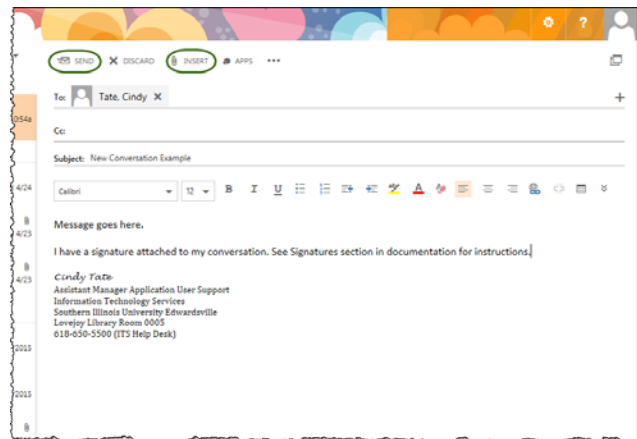 ?
SEND DISCARD INSERT APPS •••
To: Tate, Cindy × +
0:54a
Cc:
Subject: New Conversation Example
4/24
Calibri 12 B I U
Message goes here.
4/23
I have a signature attached to my conversation. See Signatures section in documentation for instructions.
4/23
Cindy Tate
Assistant Manager Application User Support
Information Technology Services
Southern Illinois University Edwardsville
Lovejoy Library Room 0005
618-650-5500 (ITS Help Desk)
/2015
/2015